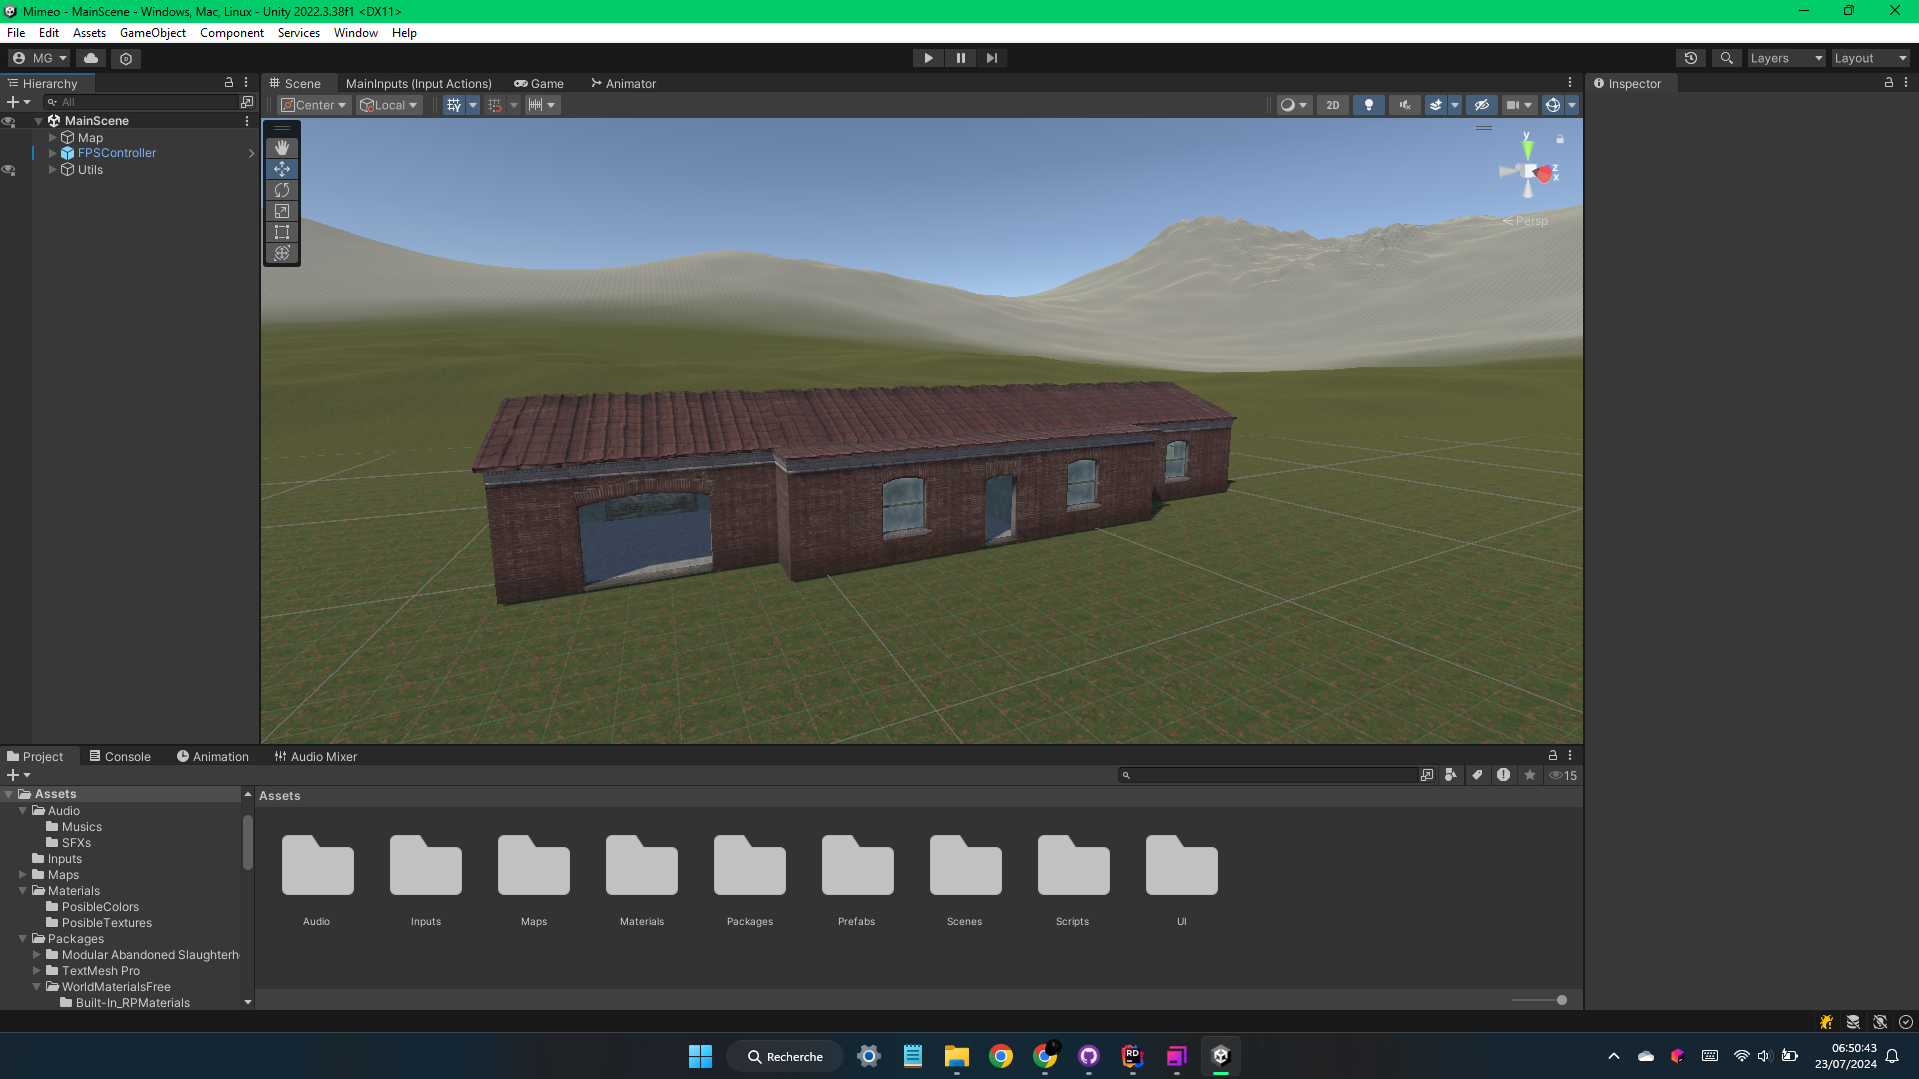 Mimeo - MainScene - Windows, Mac, Linux - Unity 2022.3.38f1 <DX11>
File Edit Assets GameObject Component Services Window Help
MG
Layers
Layout
Hierarchy
All
MainScene
Map
FPSController
Utils
Scene
MainInputs (Input Actions)
Game
Animator
Center
Local
2D
y
z
x
Persp
Inspector
Project
Console
Animation
Audio Mixer
15
Assets
Audio
Musics
SFXs
Inputs
Maps
Materials
PosibleColors
PosibleTextures
Packages
Modular Abandoned Slaughterh
TextMesh Pro
WorldMaterialsFree
Built-In_RPMaterials
Assets
Audio
Inputs
Maps
Materials
Packages
Prefabs
Scenes
Scripts
UI
Recherche
RD
06:50:43
23/07/2024